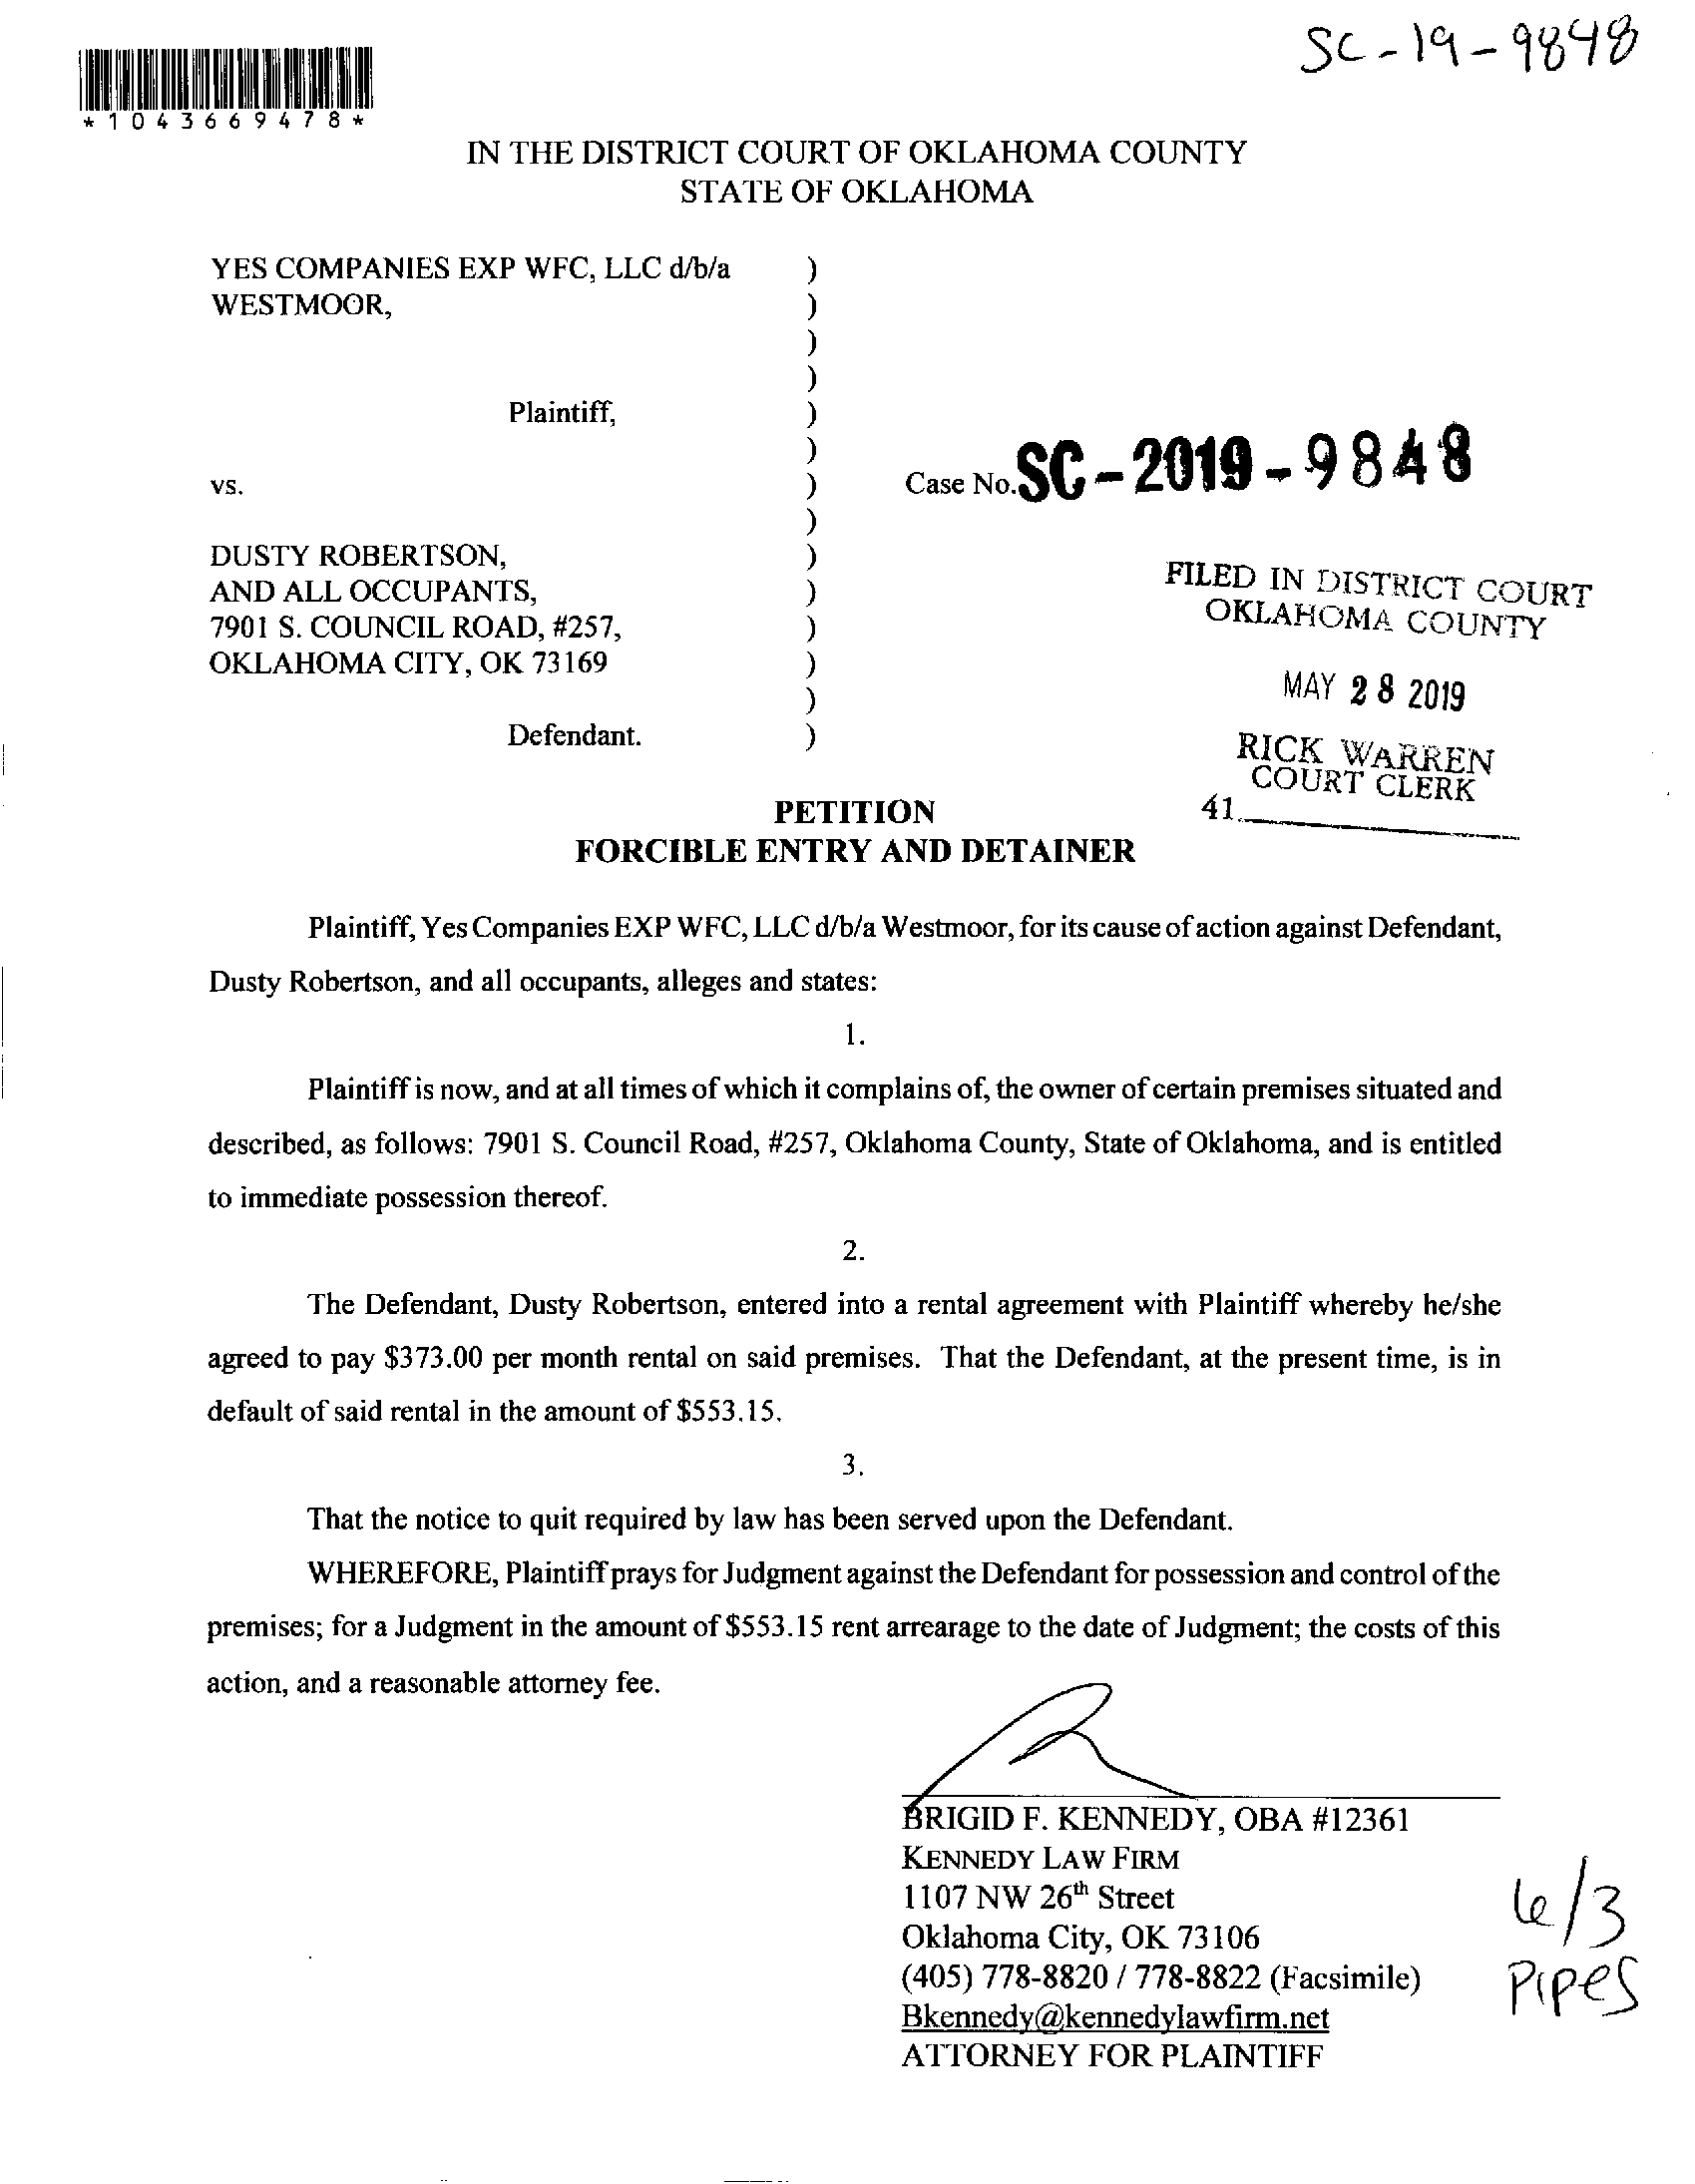 SC-19-9848
*1043669478*
IN THE DISTRICT COURT OF OKLAHOMA COUNTY
STATE OF OKLAHOMA
YES COMPANIES EXP WFC, LLC d/b/a )
WESTMOOR, )
)
)
Plaintiff, )
)
vs. ) Case No. SC-2019-9848
)
DUSTY ROBERTSON, )
AND ALL OCCUPANTS, )
7901 S. COUNCIL ROAD, #257, )
OKLAHOMA CITY, OK 73169 )
)
Defendant. )
FILED IN DISTRICT COURT
OKLAHOMA COUNTY
MAY 28 2019
RICK WARREN
COURT CLERK
41
PETITION
FORCIBLE ENTRY AND DETAINER
Plaintiff, Yes Companies EXP WFC, LLC d/b/a Westmoor, for its cause of action against Defendant,
Dusty Robertson, and all occupants, alleges and states:
1.
Plaintiff is now, and at all times of which it complains of, the owner of certain premises situated and
described, as follows: 7901 S. Council Road, #257, Oklahoma County, State of Oklahoma, and is entitled
to immediate possession thereof.
2.
The Defendant, Dusty Robertson, entered into a rental agreement with Plaintiff whereby he/she
agreed to pay $373.00 per month rental on said premises. That the Defendant, at the present time, is in
default of said rental in the amount of $553.15.
3.
That the notice to quit required by law has been served upon the Defendant.
WHEREFORE, Plaintiff prays for Judgment against the Defendant for possession and control of the
premises; for a Judgment in the amount of $553.15 rent arrearage to the date of Judgment; the costs of this
action, and a reasonable attorney fee.
BRIGID F. KENNEDY, OBA #12361
KENNEDY LAW FIRM
1107 NW 26th Street
Oklahoma City, OK 73106
(405) 778-8820 / 778-8822 (Facsimile)
Bkennedy@kennedylawfirm.net
ATTORNEY FOR PLAINTIFF
6/3
Pipes